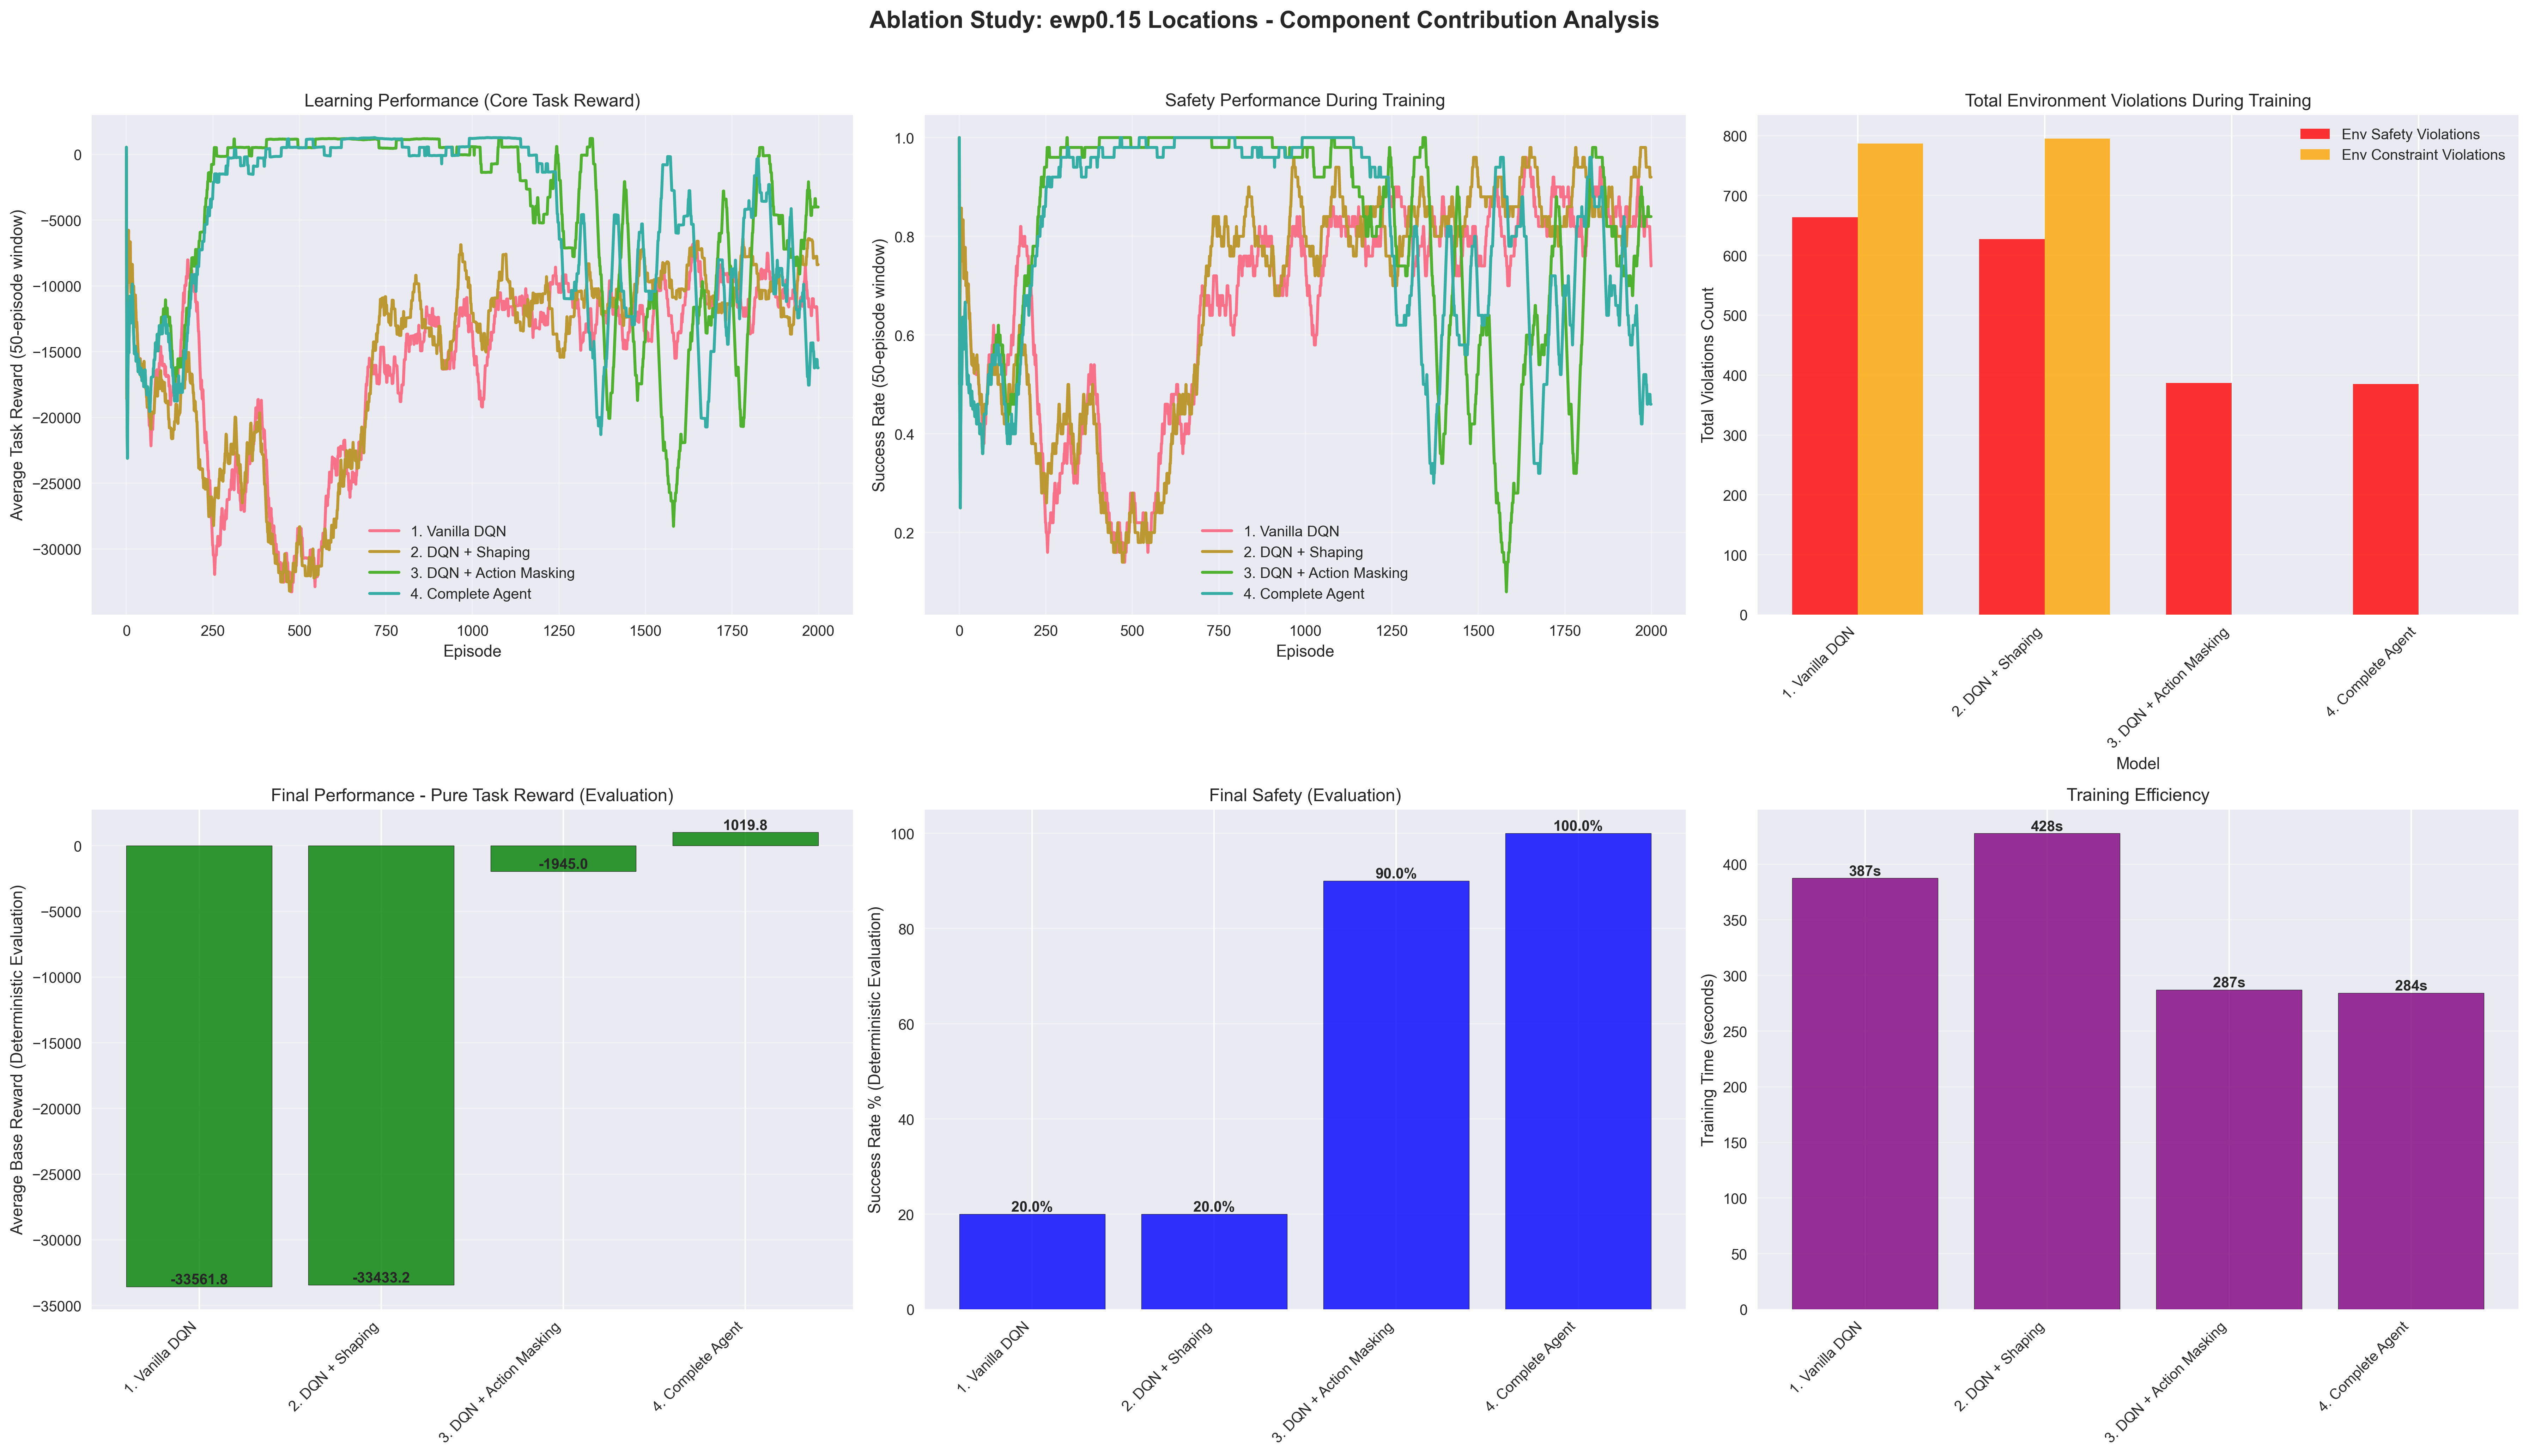 Ablation Study: ewp0.15 Locations - Component Contribution Analysis
Learning Performance (Core Task Reward)
Average Task Reward (50-episode window)
0
−5000
−10000
−15000
−20000
−25000
−30000
1. Vanilla DQN
2. DQN + Shaping
3. DQN + Action Masking
4. Complete Agent
0 250 500 750 1000 1250 1500 1750 2000
Episode
Safety Performance During Training
Success Rate (50-episode window)
1.0
0.8
0.6
0.4
0.2
1. Vanilla DQN
2. DQN + Shaping
3. DQN + Action Masking
4. Complete Agent
0 250 500 750 1000 1250 1500 1750 2000
Episode
Total Environment Violations During Training
Total Violations Count
800
700
600
500
400
300
200
100
0
Env Safety Violations
Env Constraint Violations
1. Vanilla DQN
2. DQN + Shaping
3. DQN + Action Masking
4. Complete Agent
Model
Final Performance - Pure Task Reward (Evaluation)
Average Base Reward (Deterministic Evaluation)
0
−5000
−10000
−15000
−20000
−25000
−30000
−35000
-33561.8
-33433.2
-1945.0
1019.8
1. Vanilla DQN
2. DQN + Shaping
3. DQN + Action Masking
4. Complete Agent
Final Safety (Evaluation)
Success Rate % (Deterministic Evaluation)
100
80
60
40
20
0
20.0%
20.0%
90.0%
100.0%
1. Vanilla DQN
2. DQN + Shaping
3. DQN + Action Masking
4. Complete Agent
Training Efficiency
Training Time (seconds)
400
350
300
250
200
150
100
50
0
387s
428s
287s
284s
1. Vanilla DQN
2. DQN + Shaping
3. DQN + Action Masking
4. Complete Agent